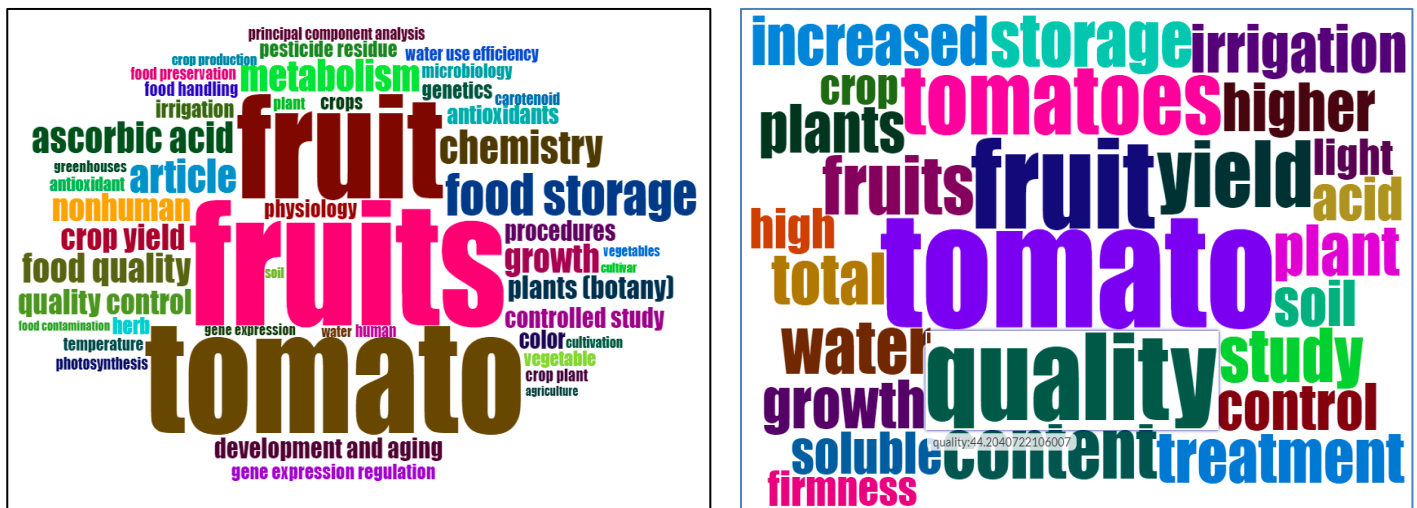 principal component analysis
pesticide residue
crop production
water use efficiency
food preservation
metabolism
microbiology
food handling
genetics
carotenoid
irrigation
plant
crops
antioxidants
ascorbic acid
fruit
chemistry
greenhouses
article
antioxidant
food storage
nonhuman
physiology
crop yield
fruits
procedures
vegetables
food quality
soil
growth
cultivar
plants (botany)
quality control
controlled study
food contamination
herb
gene expression
water
human
temperature
color
cultivation
photosynthesis
tomato
vegetable
crop plant
agriculture
development and aging
gene expression regulation
increased
storage
irrigation
crop
tomatoes
higher
plants
fruits
fruit
yield
light
acid
high
total
tomato
plant
soil
water
quality
study
growth
control
quality:44.2040722106007
soluble
content
treatment
firmness